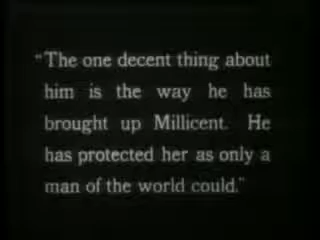 "The one decent thing about
him is the way he has
brought up Millicent. He
has protected her as only a
man of the world could."